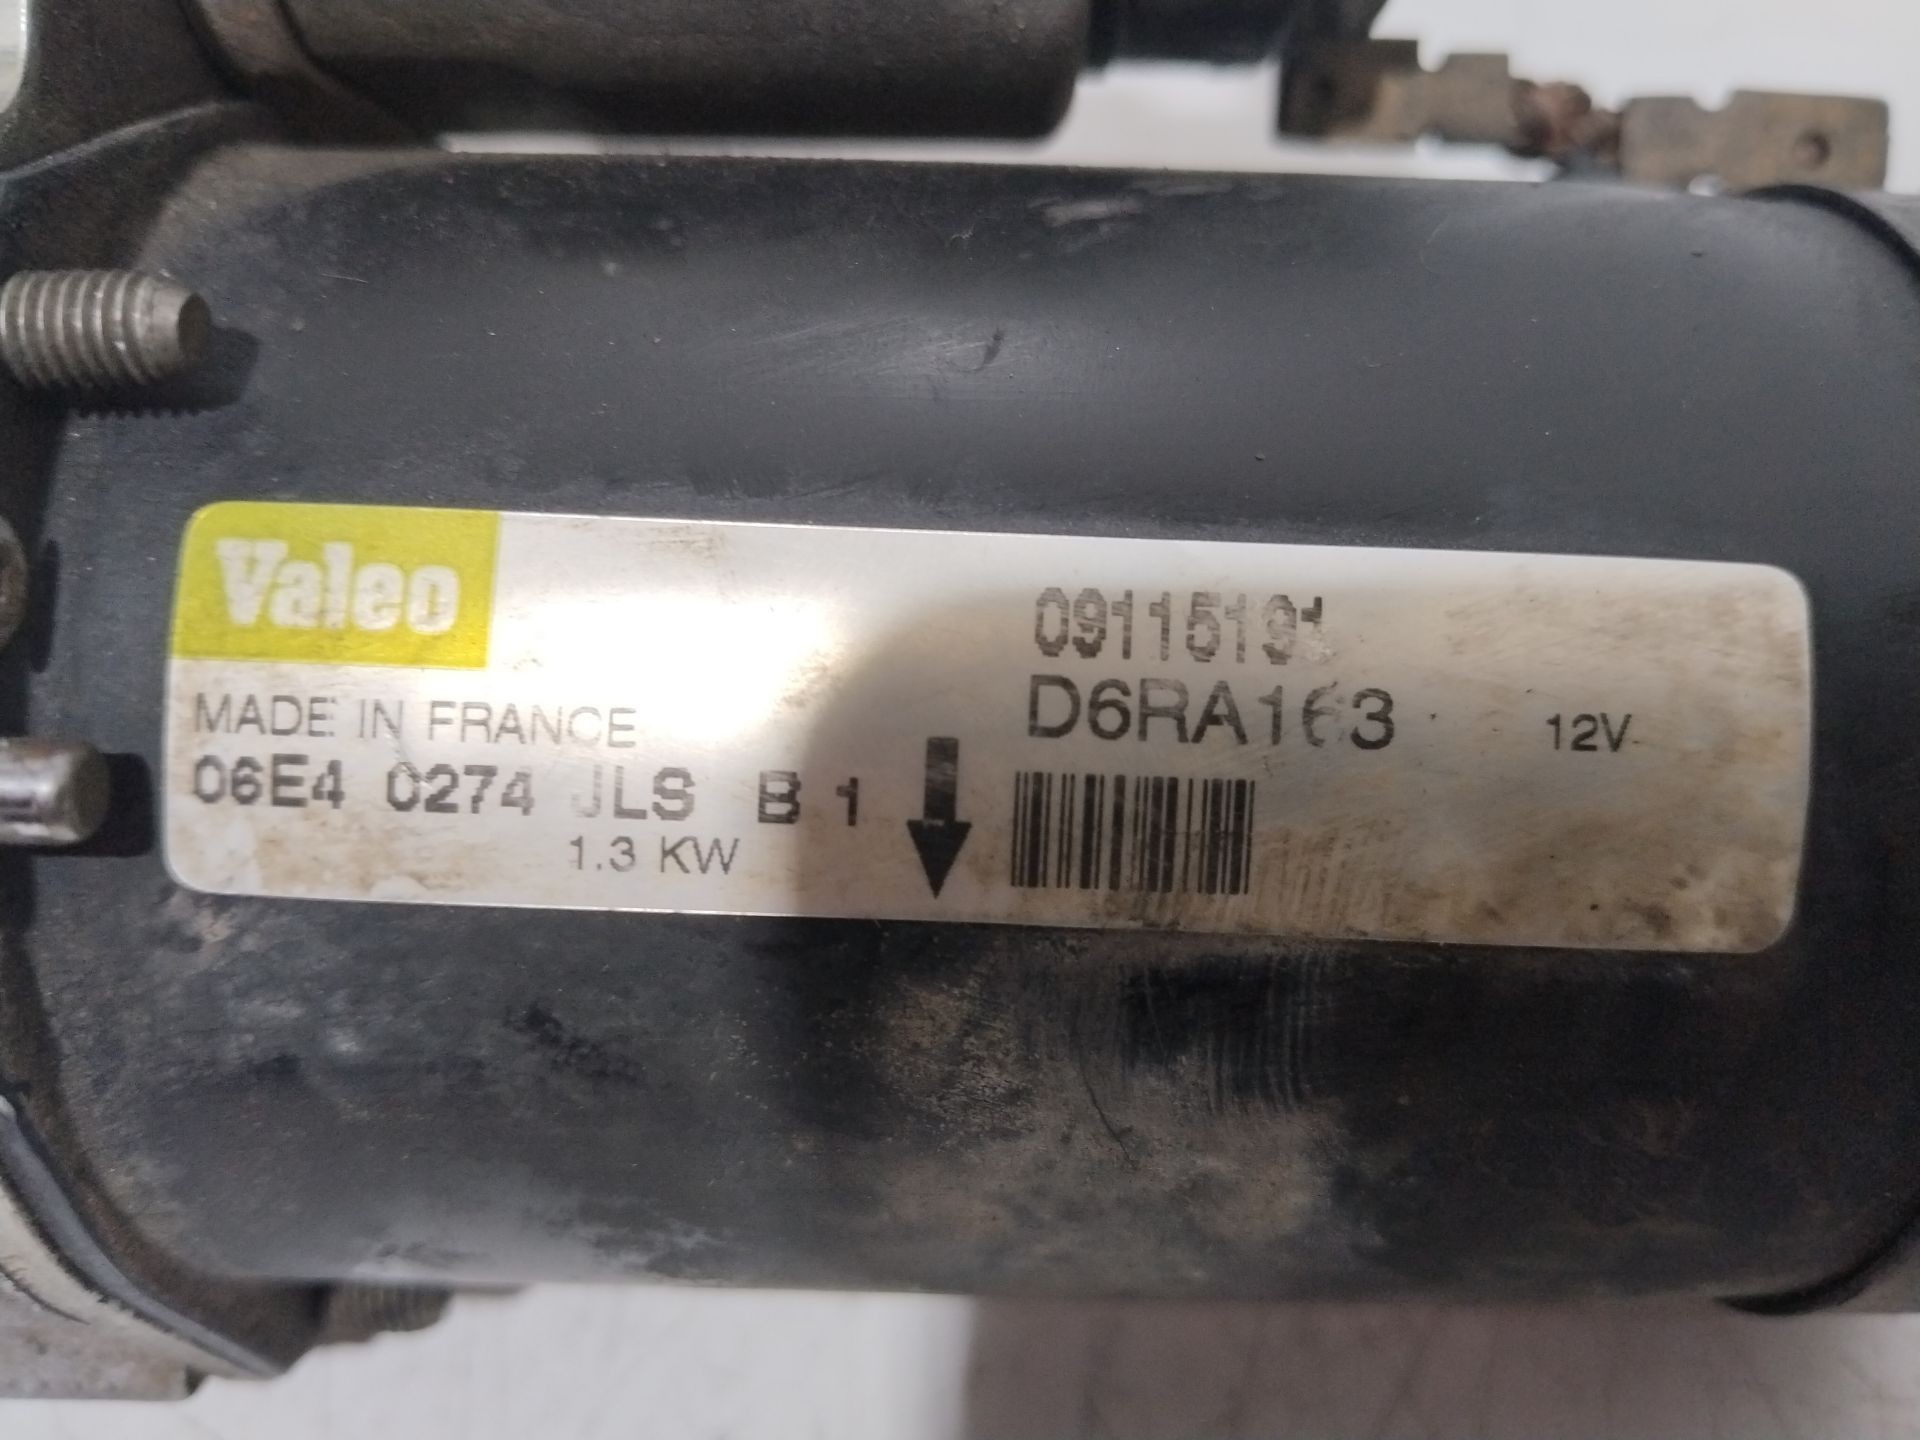 Valeo
MADE IN FRANCE
06E4 0274 JLS B 1
1.3 KW
09115191
D6RA163
12V